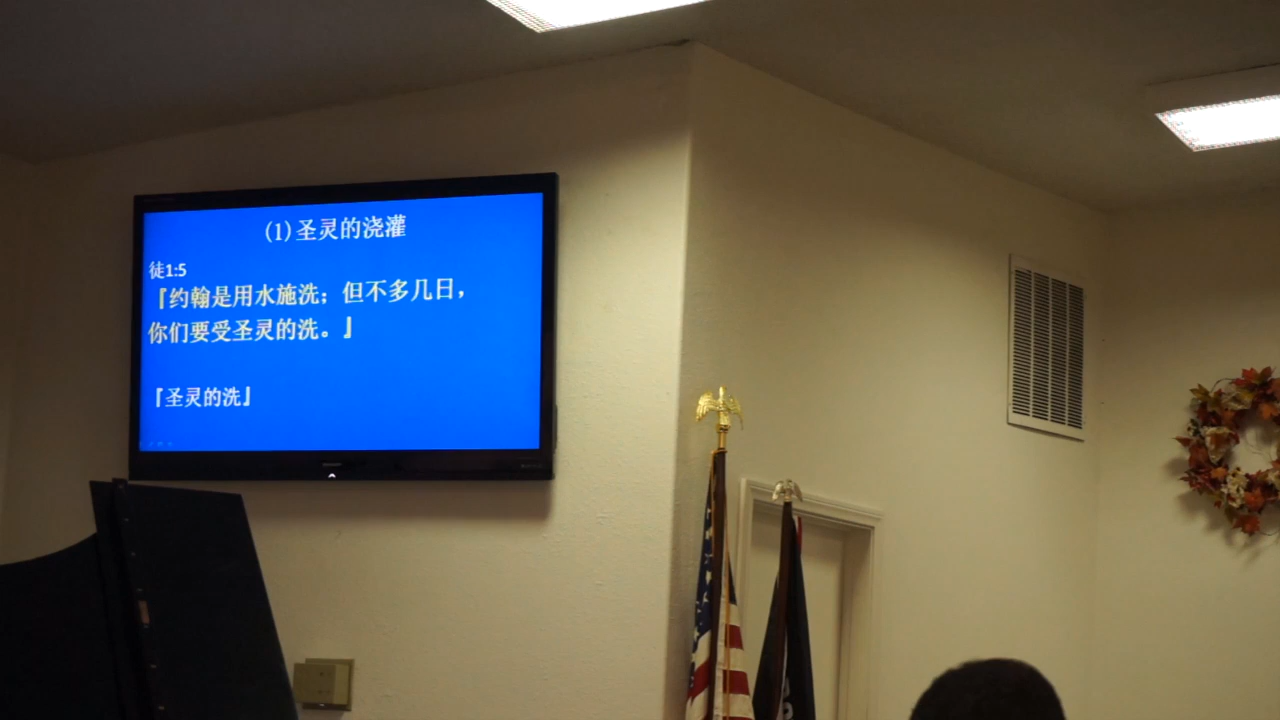 (1)圣灵的浇灌
徒1:5
『约翰是用水施洗；但不多几日，
你们要受圣灵的洗。』
『圣灵的洗』